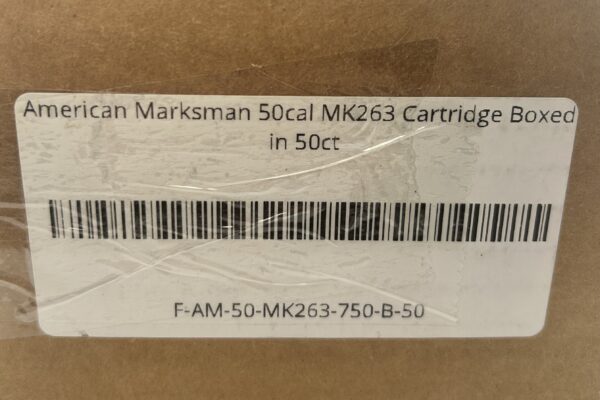 American Marksman 50cal MK263 Cartridge Boxed
in 50ct
F-AM-50-MK263-750-B-50